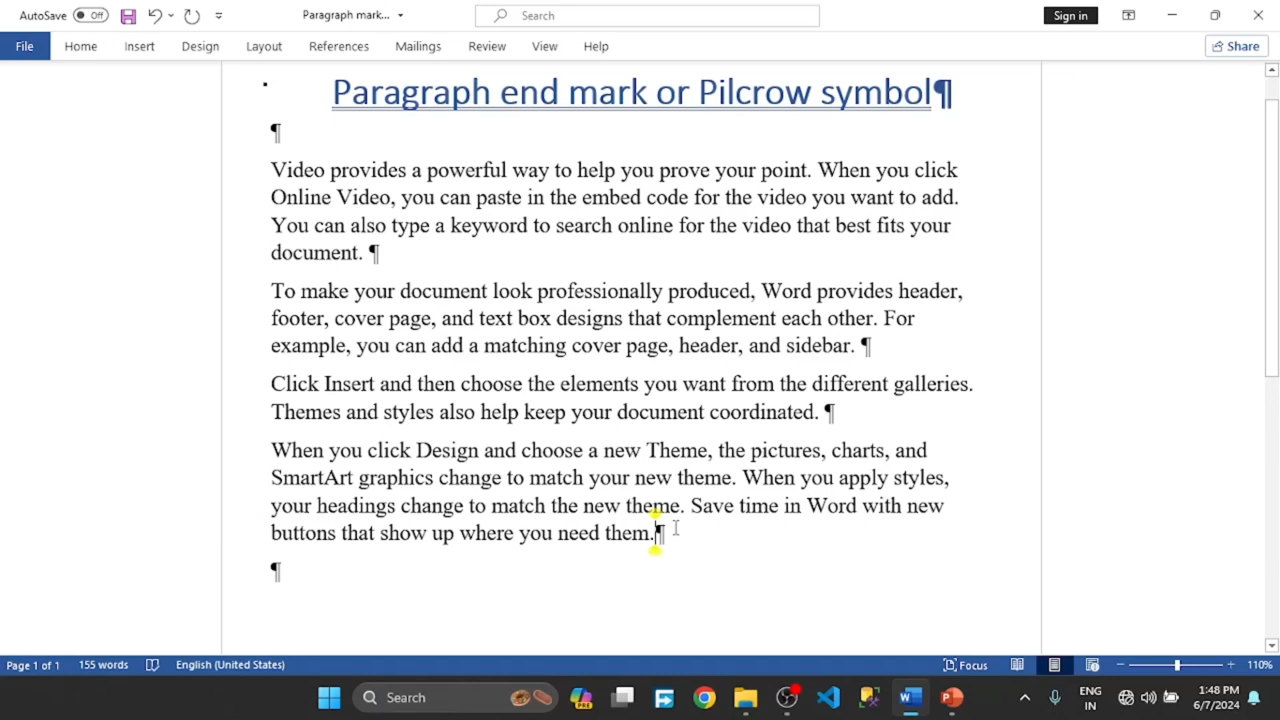 AutoSave Off Paragraph mark... Search Sign in
File Home Insert Design Layout References Mailings Review View Help Share
Paragraph end mark or Pilcrow symbol¶
¶
Video provides a powerful way to help you prove your point. When you click
Online Video, you can paste in the embed code for the video you want to add.
You can also type a keyword to search online for the video that best fits your
document. ¶
To make your document look professionally produced, Word provides header,
footer, cover page, and text box designs that complement each other. For
example, you can add a matching cover page, header, and sidebar. ¶
Click Insert and then choose the elements you want from the different galleries.
Themes and styles also help keep your document coordinated. ¶
When you click Design and choose a new Theme, the pictures, charts, and
SmartArt graphics change to match your new theme. When you apply styles,
your headings change to match the new theme. Save time in Word with new
buttons that show up where you need them.¶
¶
Page 1 of 1 155 words English (United States) Focus 110%
Search PRE W P ENG 1:48 PM
IN 6/7/2024